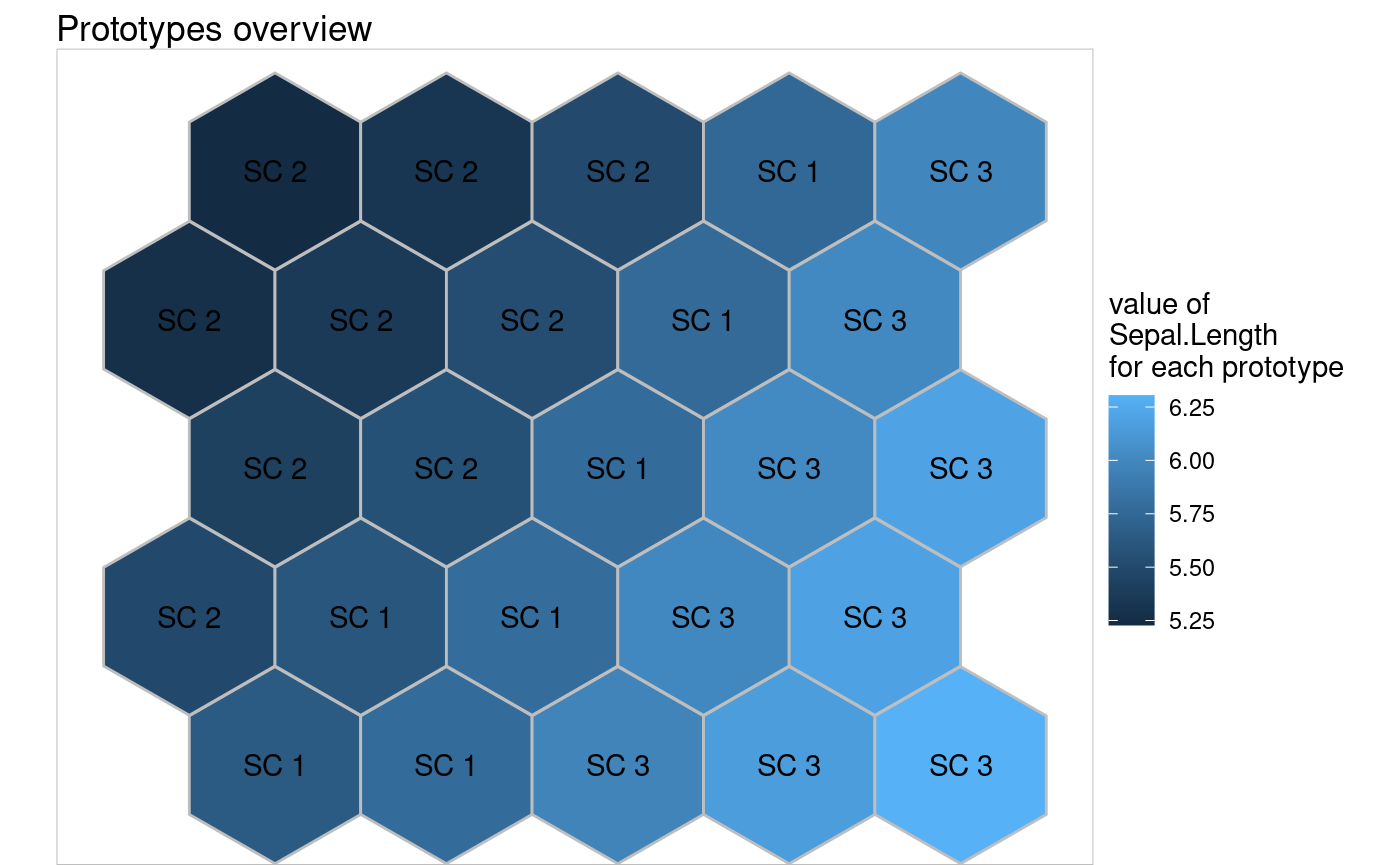 Prototypes overview
SC 2 SC 2 SC 2 SC 1 SC 3
SC 2 SC 2 SC 2 SC 1 SC 3
SC 2 SC 2 SC 1 SC 3 SC 3
SC 2 SC 1 SC 1 SC 3 SC 3
SC 1 SC 1 SC 3 SC 3 SC 3
value of
Sepal.Length
for each prototype
6.25
6.00
5.75
5.50
5.25